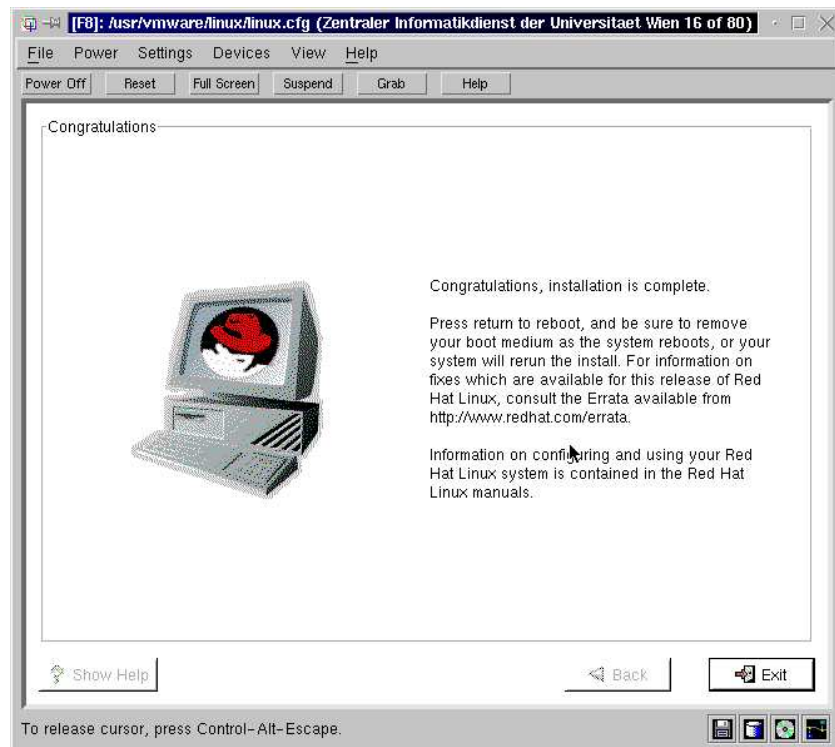 [F8]: /usr/vmware/linux/linux.cfg (Zentraler Informatikdienst der Universitaet Wien 16 of 80)
File Power Settings Devices View Help
Power Off Reset Full Screen Suspend Grab Help
Congratulations
Congratulations, installation is complete.
Press return to reboot, and be sure to remove
your boot medium as the system reboots, or your
system will rerun the install. For information on
fixes which are available for this release of Red
Hat Linux, consult the Errata available from
http://www.redhat.com/errata.
Information on configuring and using your Red
Hat Linux system is contained in the Red Hat
Linux manuals.
Show Help Back Exit
To release cursor, press Control-Alt-Escape.